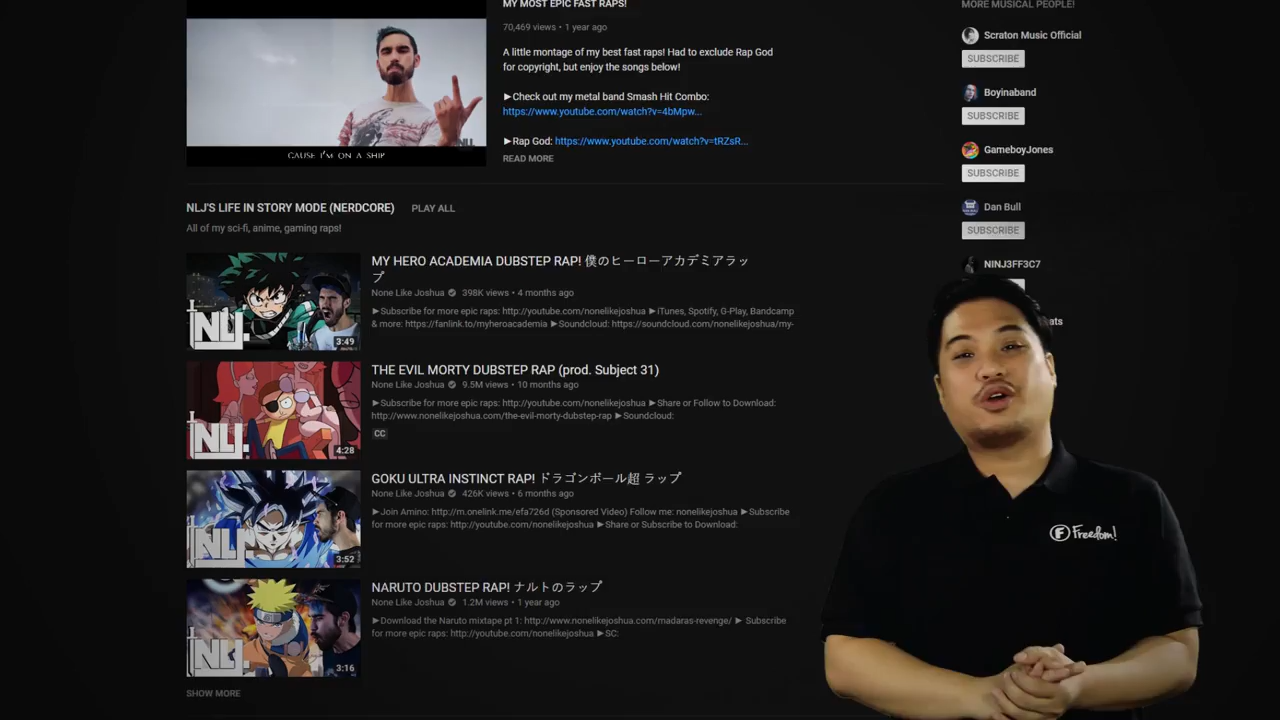 MY MOST EPIC FAST RAPS!
70,469 views • 1 year ago
A little montage of my best fast raps! Had to exclude Rap God
for copyright, but enjoy the songs below!
►Check out my metal band Smash Hit Combo:
https://www.youtube.com/watch?v=4bMpw...
►Rap God: https://www.youtube.com/watch?v=tRZsR...
READ MORE
CAUSE I'M ON A SHIP
NLJ'S LIFE IN STORY MODE (NERDCORE) PLAY ALL
All of my sci-fi, anime, gaming raps!
MY HERO ACADEMIA DUBSTEP RAP! 僕のヒーローアカデミアラッ
プ
None Like Joshua 398K views • 4 months ago
►Subscribe for more epic raps: http://youtube.com/nonelikejoshua ►iTunes, Spotify, G-Play, Bandcamp
& more: https://fanlink.to/myheroacademia ►Soundcloud: https://soundcloud.com/nonelikejoshua/my-
NLJ.
3:49
THE EVIL MORTY DUBSTEP RAP (prod. Subject 31)
None Like Joshua 9.5M views • 10 months ago
►Subscribe for more epic raps: http://youtube.com/nonelikejoshua ►Share or Follow to Download:
http://www.nonelikejoshua.com/the-evil-morty-dubstep-rap ►Soundcloud:
CC
NLJ.
4:28
GOKU ULTRA INSTINCT RAP! ドラゴンボール超 ラップ
None Like Joshua 426K views • 6 months ago
►Join Amino: http://m.onelink.me/efa726d (Sponsored Video) Follow me: nonelikejoshua ►Subscribe
for more epic raps: http://youtube.com/nonelikejoshua ►Share or Subscribe to Download:
NLJ.
3:52
NARUTO DUBSTEP RAP! ナルトのラップ
None Like Joshua 1.2M views • 1 year ago
►Download the Naruto mixtape pt 1: http://www.nonelikejoshua.com/madaras-revenge/ ► Subscribe
for more epic raps: http://youtube.com/nonelikejoshua ►SC:
NLJ.
3:16
SHOW MORE
MORE MUSICAL PEOPLE!
Scraton Music Official
SUBSCRIBE
Boyinaband
SUBSCRIBE
GameboyJones
SUBSCRIBE
Dan Bull
SUBSCRIBE
NINJ3FF3C7
Freedom!